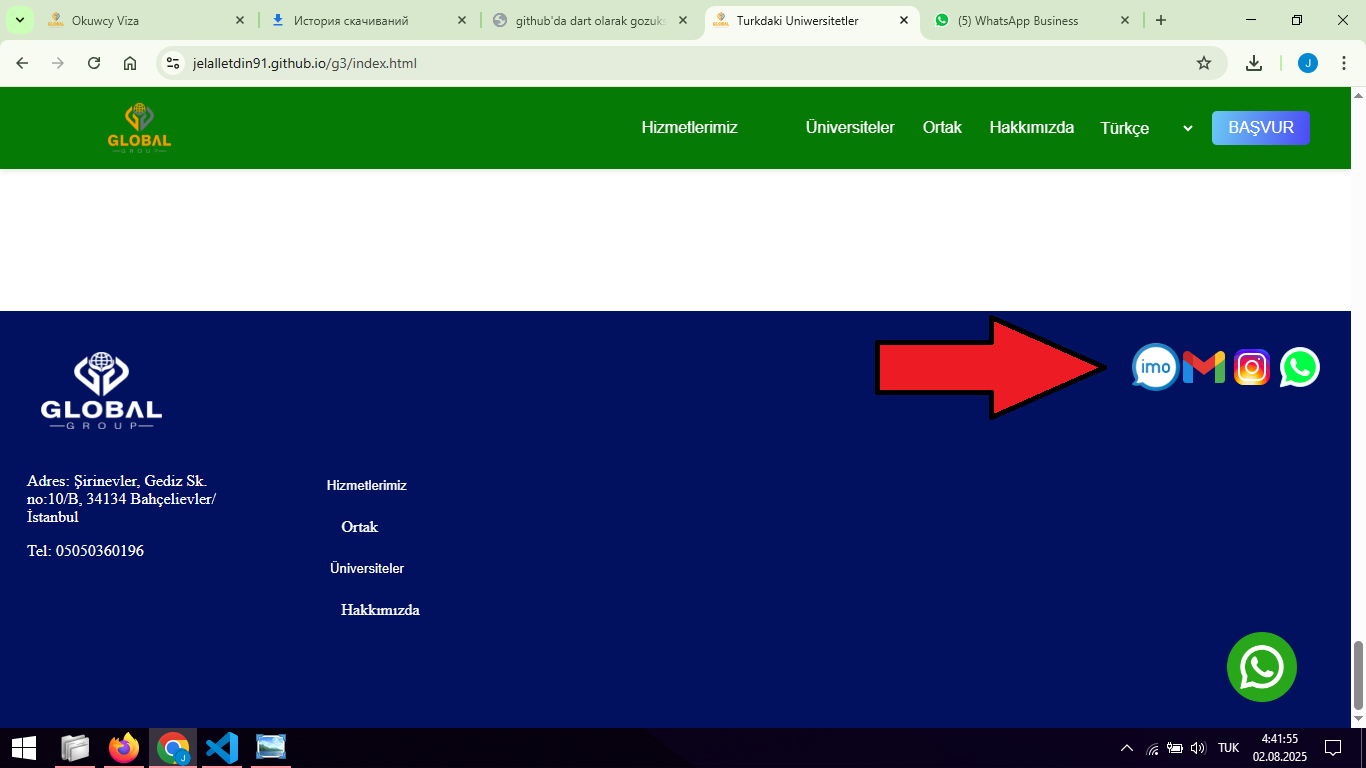 Okuwcy Viza
История скачиваний
github'da dart olarak gozuks
Turkdaki Uniwersitetler
(5) WhatsApp Business
jelalletdin91.github.io/g3/index.html
J
GLOBAL
GROUP
Hizmetlerimiz
Üniversiteler
Ortak
Hakkımızda
Türkçe
BAŞVUR
imo
GLOBAL
GROUP
Adres: Şirinevler, Gediz Sk.
no:10/B, 34134 Bahçelievler/
İstanbul
Tel: 05050360196
Hizmetlerimiz
Ortak
Üniversiteler
Hakkımızda
J
TUK
4:41:55
02.08.2025